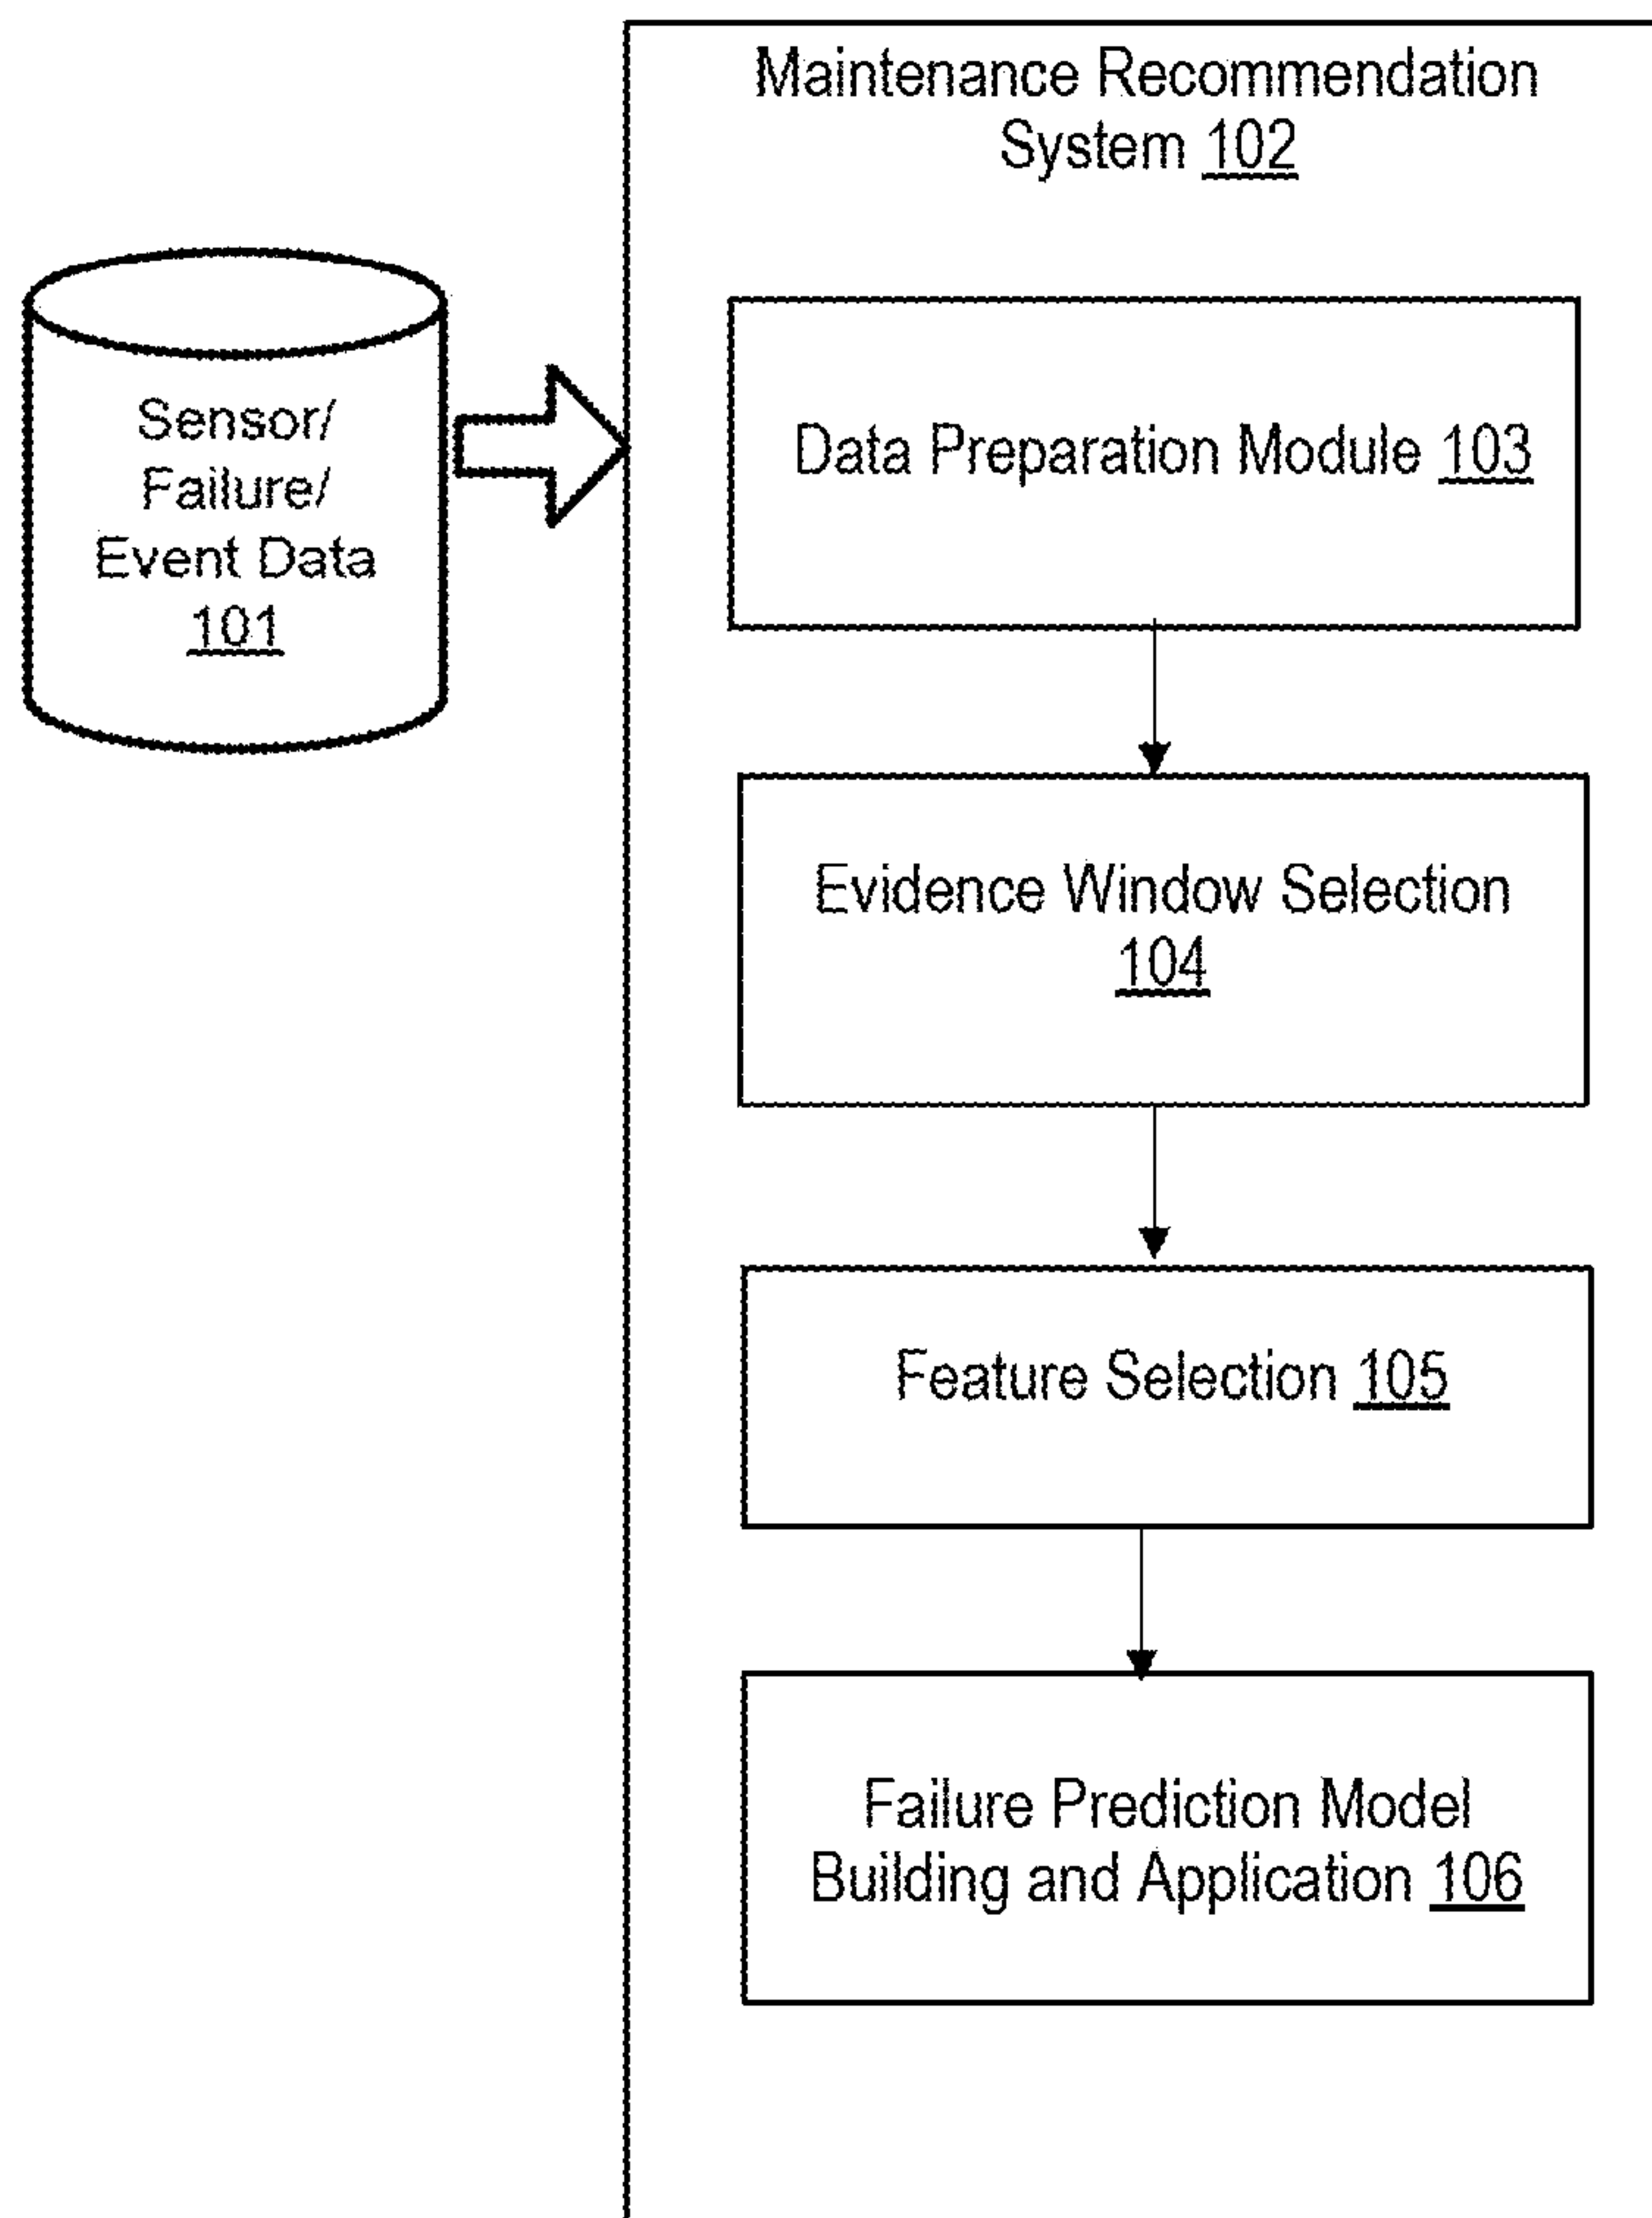 Maintenance Recommendation
System 102
Sensor/
Failure/
Event Data
101
Data Preparation Module 103
Evidence Window Selection
104
Feature Selection 105
Failure Prediction Model
Building and Application 106